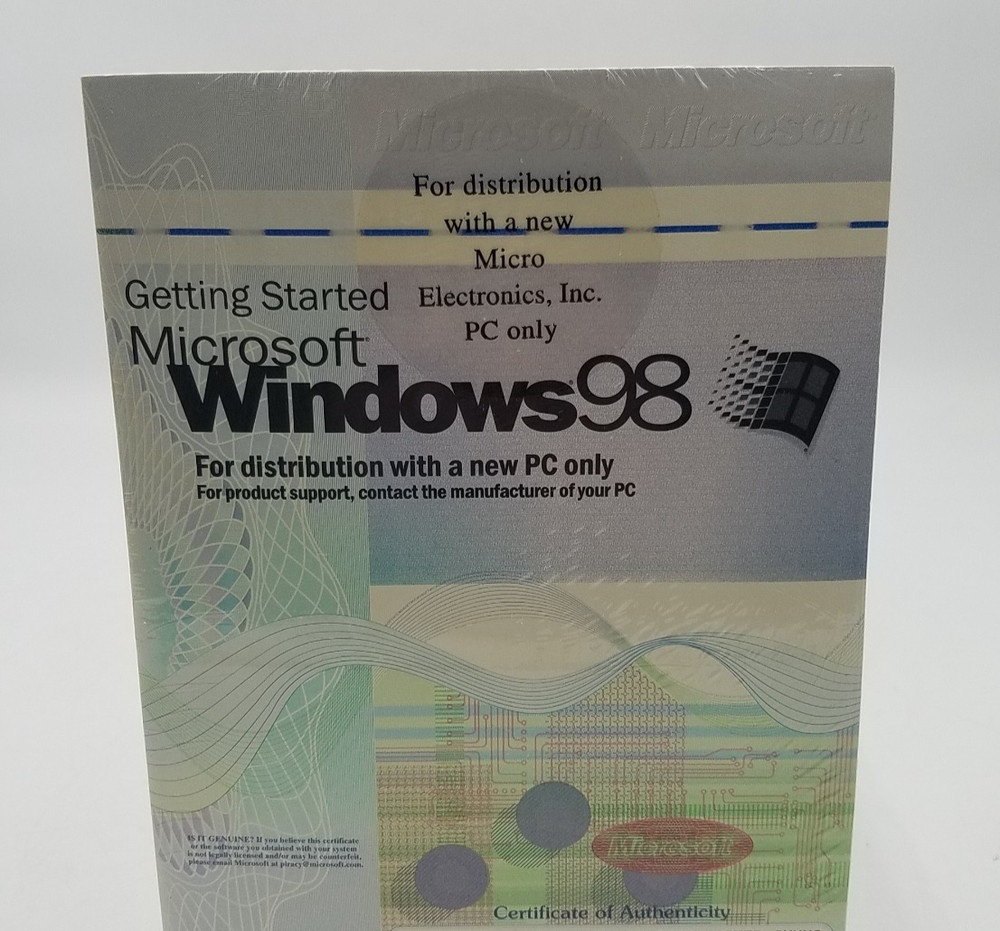 Microsoft Microsoft
For distribution
with a new
Micro
Electronics, Inc.
PC only
Getting Started
Microsoft
Windows 98
For distribution with a new PC only
For product support, contact the manufacturer of your PC
IS IT GENUINE? If you believe this certificate
or the software you obtained with your system
is not legally licensed and/or may be counterfeit,
please email Microsoft at piracy@microsoft.com.
Microsoft
Certificate of Authenticity